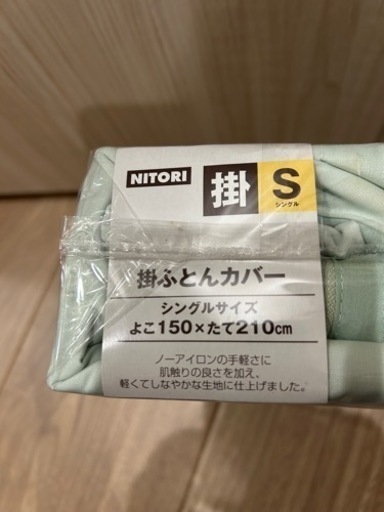 NITORI
掛
S
シングル
掛ふとんカバー
シングルサイズ
よこ150×たて210cm
ノーアイロンの手軽さに
肌触りの良さを加え、
軽くてしなやかな生地に仕上げました。